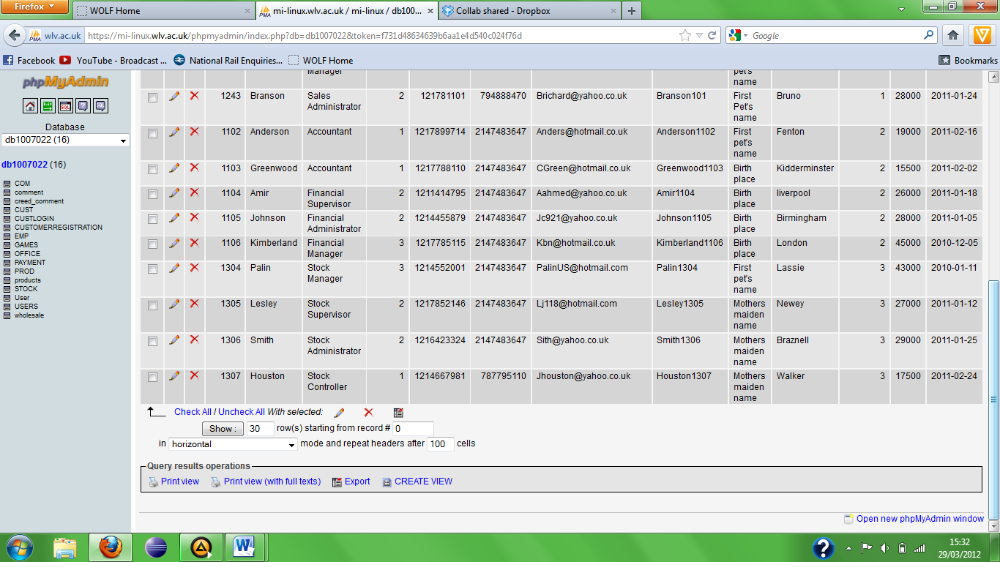 Firefox
WOLF Home
mi-linux.wlv.ac.uk / mi-linux / db100...
Collab shared - Dropbox
wlv.ac.uk
https://mi-linux.wlv.ac.uk/phpmyadmin/index.php?db=db1007022&token=f731d48634639b6aa1e4d540c024f76d
Google
Facebook YouTube - Broadcast ... National Rail Enquiries... WOLF Home Bookmarks
phpMyAdmin
Database
db1007022 (16)
db1007022 (16)
COM
comment
creed_comment
CUST
CUSTLOGIN
CUSTOMERREGISTRATION
EMP
GAMES
OFFICE
PAYMENT
PROD
products
STOCK
User
USERS
wholesale
Manager pet's
name
1243 Branson Sales 2 121781101 794888470 Brichard@yahoo.co.uk Branson101 First Bruno 1 28000 2011-01-24
Administrator Pet's
name
1102 Anderson Accountant 1 1217899714 2147483647 Anders@hotmail.co.uk Anderson1102 First Fenton 2 19000 2011-02-16
pet's
name
1103 Greenwood Accountant 1 1217788110 2147483647 CGreen@hotmail.co.uk Greenwood1103 Birth Kidderminster 2 15500 2011-02-02
place
1104 Amir Financial 2 1211414795 2147483647 Aahmed@yahoo.co.uk Amir1104 Birth liverpool 2 26000 2011-01-18
Supervisor place
1105 Johnson Financial 2 1214455879 2147483647 Jc921@yahoo.co.uk Johnson1105 Birth Birmingham 2 28000 2011-01-05
Administrator place
1106 Kimberland Financial 3 1217785115 2147483647 Kbn@hotmail.co.uk Kimberland1106 Birth London 2 45000 2010-12-05
Manager place
1304 Palin Stock 3 1214552001 2147483647 PalinUS@hotmail.com Palin1304 First Lassie 3 43000 2010-01-11
Manager pet's
name
1305 Lesley Stock 2 1217852146 2147483647 Lj118@hotmail.com Lesley1305 Mothers Newey 3 27000 2011-01-12
Supervisor maiden
name
1306 Smith Stock 2 1216423324 2147483647 Sith@yahoo.co.uk Smith1306 Mothers Braznell 3 29000 2011-01-25
Administrator maiden
name
1307 Houston Stock 1 1214667981 787795110 Jhouston@yahoo.co.uk Houston1307 Mothers Walker 3 17500 2011-02-24
Controller maiden
name
Check All / Uncheck All With selected:
Show : 30 row(s) starting from record # 0
in horizontal mode and repeat headers after 100 cells
Query results operations
Print view Print view (with full texts) Export CREATE VIEW
Open new phpMyAdmin window
15:32
29/03/2012